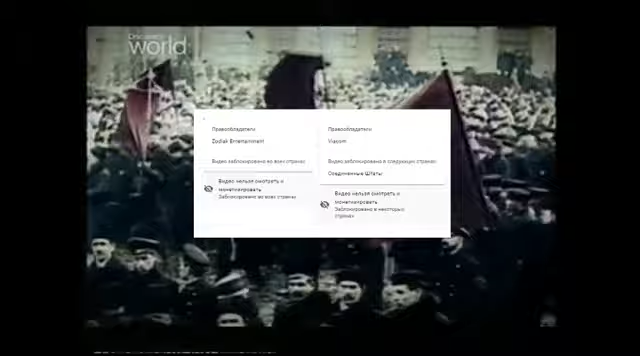 Discovery
world
Правообладатели
Zodiak Entertainment
Видео заблокировано во всех странах
Видео нельзя смотреть и
монетизировать
Заблокировано во всех странах
Правообладатели
Viacom
Видео заблокировано в следующих странах:
Соединенные Штаты
Видео нельзя смотреть и
монетизировать
Заблокировано в некоторых
странах